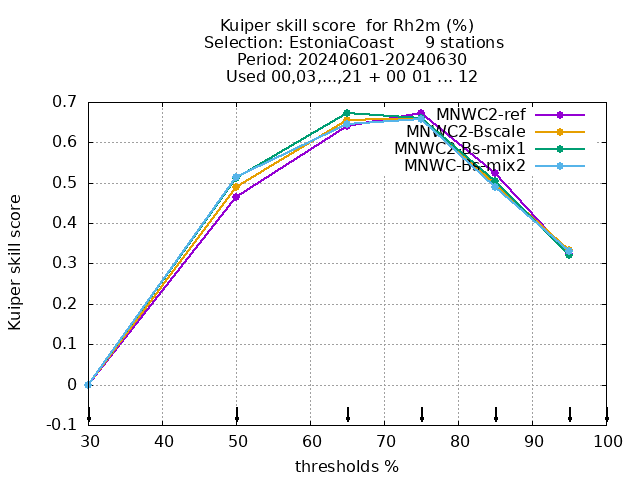 Kuiper skill score  for Rh2m (%)
Selection: EstoniaCoast      9 stations
Period: 20240601-20240630
Used 00,03,...,21 + 00 01 ... 12
Kuiper skill score
0.7
0.6
0.5
0.4
0.3
0.2
0.1
0
-0.1
MNWC2-ref
MNWC2-Bscale
MNWC2-Bs-mix1
MNWC-Bs-mix2
30 40 50 60 70 80 90 100
thresholds %